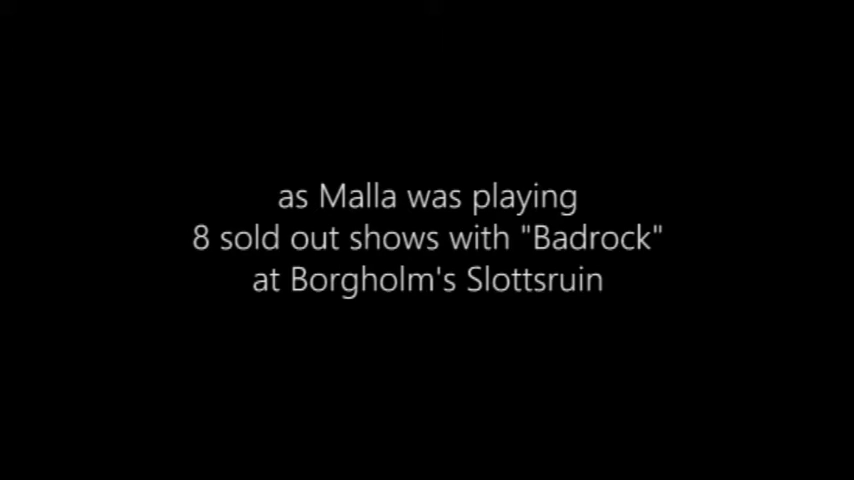 as Malla was playing
8 sold out shows with "Badrock"
at Borgholm's Slottsruin